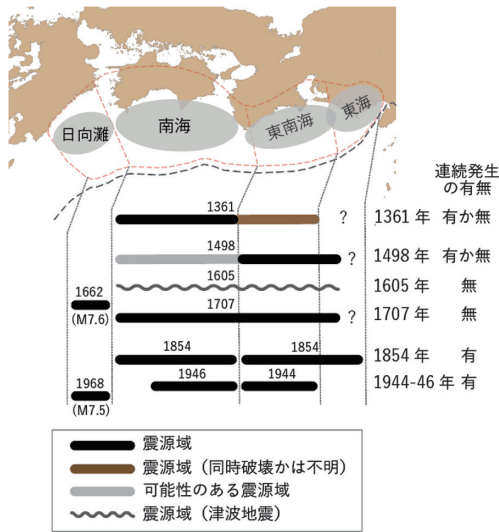 日向灘
南海
東南海
東海
連続発生
の有無
1361
?
1361 年 有か無
1498
?
1498 年 有か無
1605
1605 年 無
1662
(M7.6)
1707
?
1707 年 無
1854
1854
1854 年 有
1946
1944
1944-46 年 有
1968
(M7.5)
震源域
震源域（同時破壊かは不明）
可能性のある震源域
震源域（津波地震）